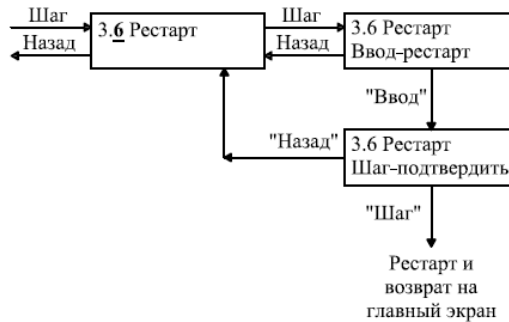 Шаг
Назад
3.6 Рестарт
Шаг
Назад
3.6 Рестарт
Ввод-рестарт
"Ввод"
"Назад"
3.6 Рестарт
Шаг-подтвердить
"Шаг"
Рестарт и
возврат на
главный экран